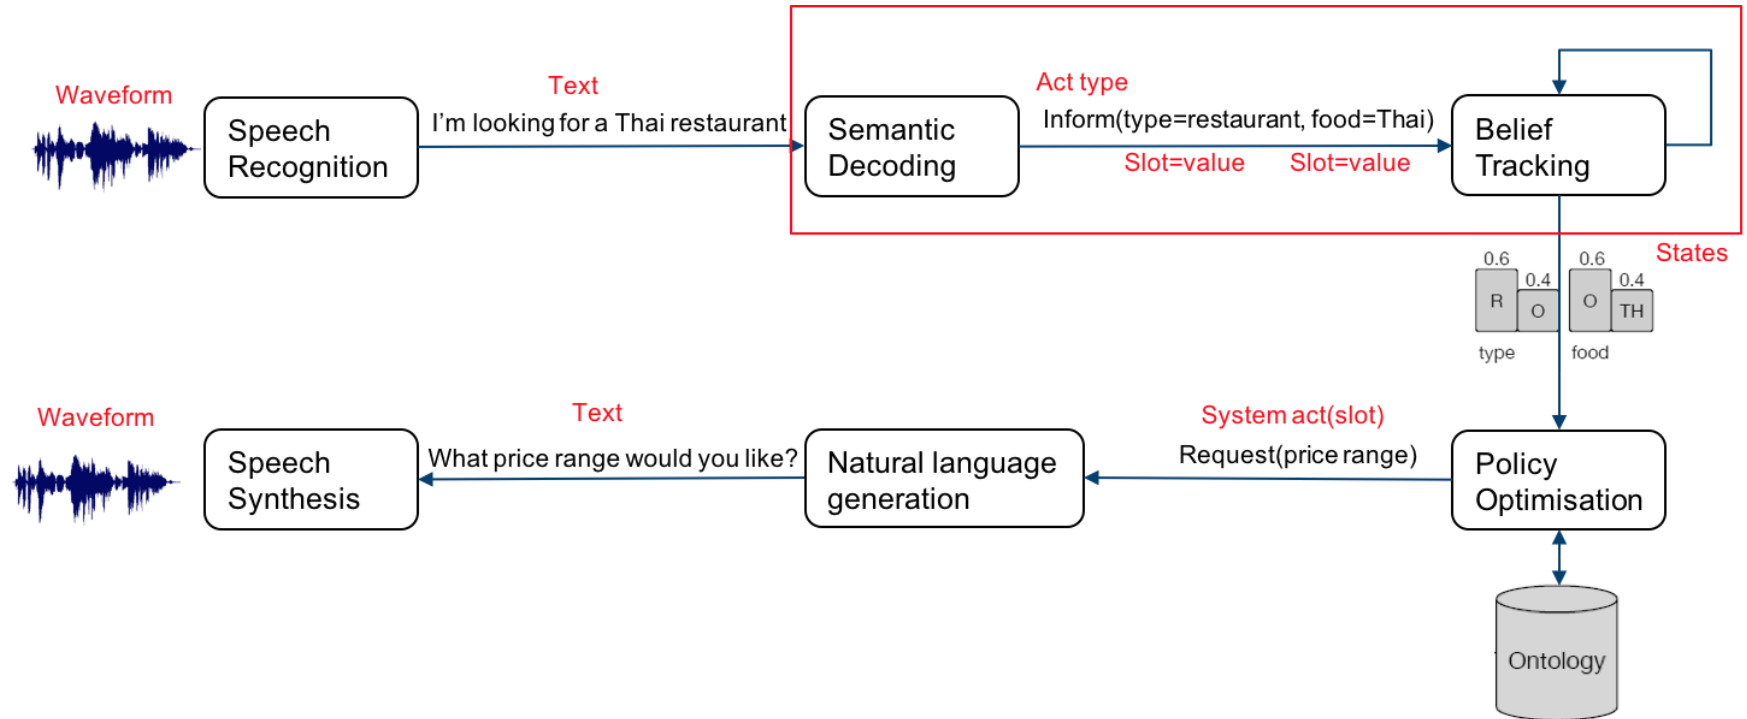 Waveform
Speech
Recognition
Text
I'm looking for a Thai restaurant
Semantic
Decoding
Act type
Inform(type=restaurant, food=Thai)
Slot=value Slot=value
Belief
Tracking
States
0.6 0.4 0.6 0.4
R O O TH
type food
Waveform
Speech
Synthesis
Text
What price range would you like?
Natural language
generation
System act(slot)
Request(price range)
Policy
Optimisation
Ontology